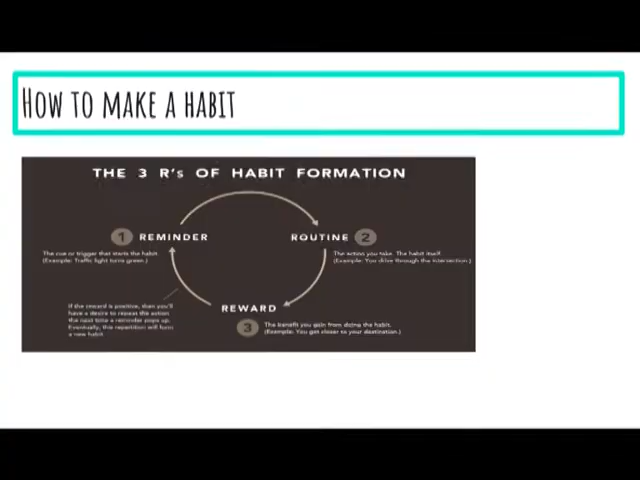 How to make a habit
THE 3 R's OF HABIT FORMATION
1 REMINDER
The cue or trigger that starts the habit.
(Example: Traffic light turns green.)
ROUTINE 2
The action you take. The habit itself.
(Example: You drive through the intersection.)
REWARD
3 The benefit you gain from doing the habit.
(Example: You get closer to your destination.)
If the reward is positive, then you'll
have a desire to repeat the action
the next time a reminder pops up.
Eventually, this repetition will form
a new habit.